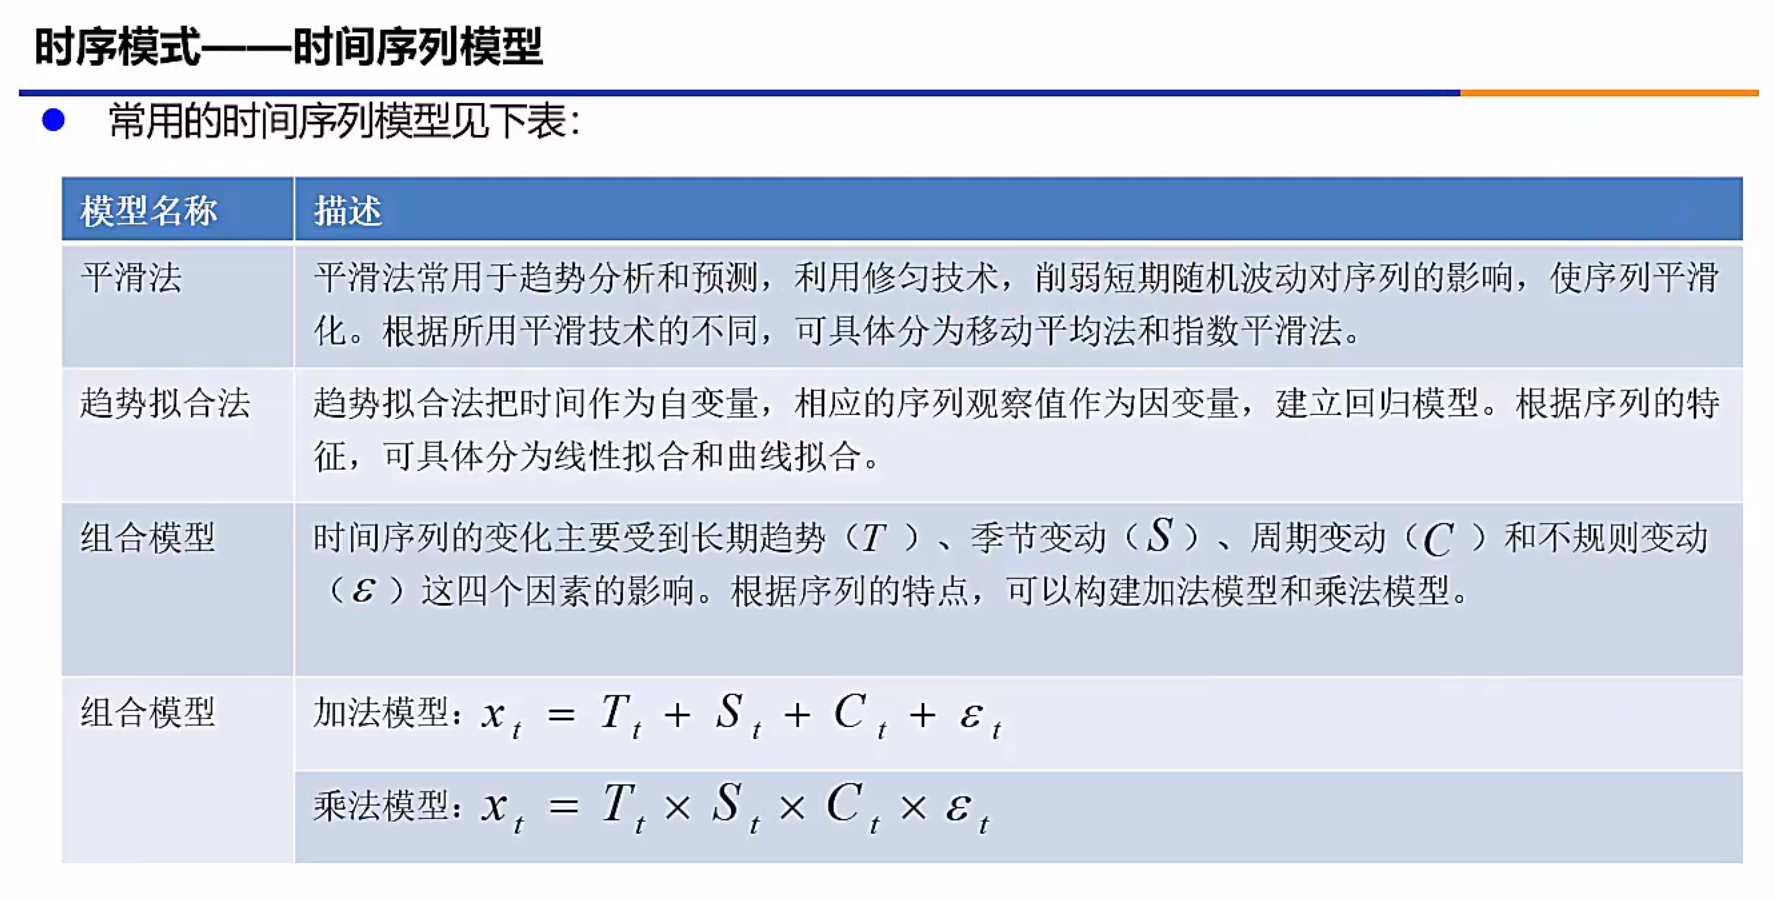 时序模式——时间序列模型
常用的时间序列模型见下表：
模型名称 描述
平滑法 平滑法常用于趋势分析和预测，利用修匀技术，削弱短期随机波动对序列的影响，使序列平滑
化。根据所用平滑技术的不同，可具体分为移动平均法和指数平滑法。
趋势拟合法 趋势拟合法把时间作为自变量，相应的序列观察值作为因变量，建立回归模型。根据序列的特
征，可具体分为线性拟合和曲线拟合。
组合模型 时间序列的变化主要受到长期趋势（T）、季节变动（S）、周期变动（C）和不规则变动
（ε）这四个因素的影响。根据序列的特点，可以构建加法模型和乘法模型。
组合模型 加法模型：x_t = T_t + S_t + C_t + ε_t
乘法模型：x_t = T_t × S_t × C_t × ε_t